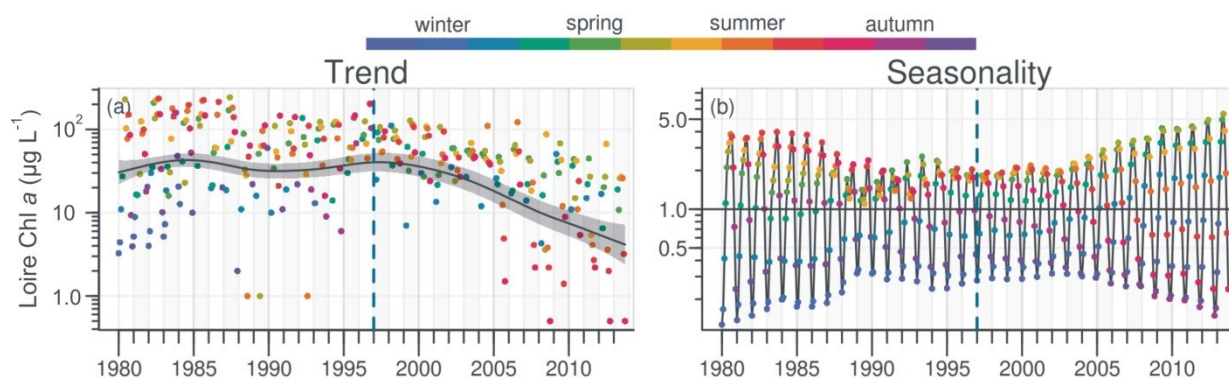 winter spring summer autumn
Trend
Seasonality
Loire Chl a (µg L⁻¹)
(a)
10²
10
1.0
1980 1985 1990 1995 2000 2005 2010
(b)
5.0
1.0
0.5
1980 1985 1990 1995 2000 2005 2010